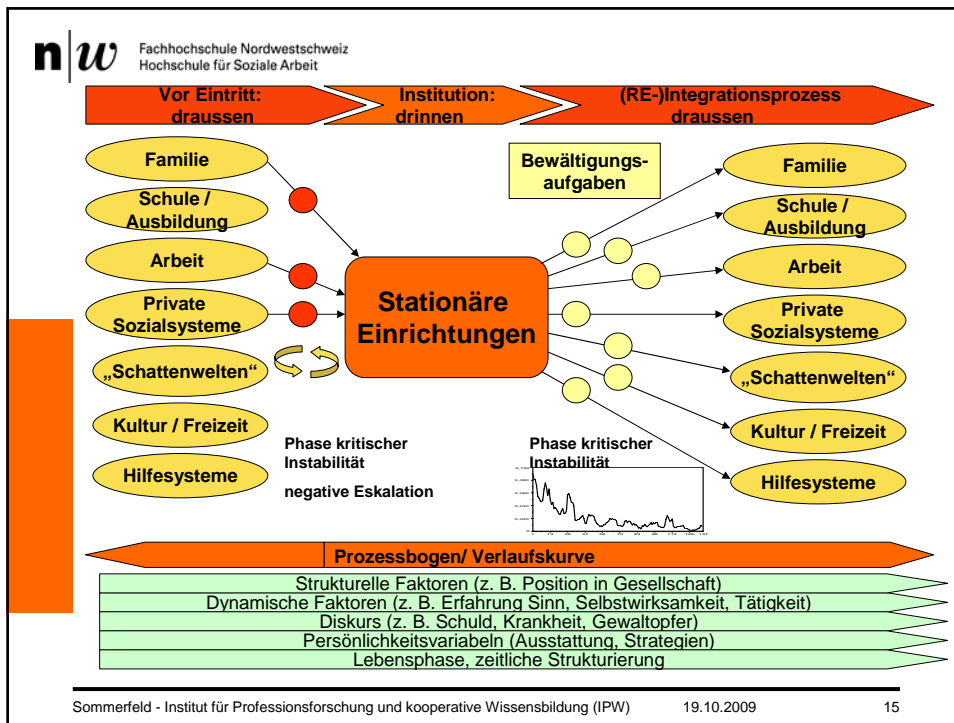 n|w Fachhochschule Nordwestschweiz
Hochschule für Soziale Arbeit
Vor Eintritt:
draussen
Institution:
drinnen
(RE-)Integrationsprozess
draussen
Familie
Schule /
Ausbildung
Arbeit
Private
Sozialsysteme
„Schattenwelten“
Kultur / Freizeit
Hilfesysteme
Phase kritischer
Instabilität
negative Eskalation
Stationäre
Einrichtungen
Bewältigungs-
aufgaben
Phase kritischer
Instabilität
Familie
Schule /
Ausbildung
Arbeit
Private
Sozialsysteme
„Schattenwelten“
Kultur / Freizeit
Hilfesysteme
Prozessbogen/ Verlaufskurve
Strukturelle Faktoren (z. B. Position in Gesellschaft)
Dynamische Faktoren (z. B. Erfahrung Sinn, Selbstwirksamkeit, Tätigkeit)
Diskurs (z. B. Schuld, Krankheit, Gewaltopfer)
Persönlichkeitsvariabeln (Ausstattung, Strategien)
Lebensphase, zeitliche Strukturierung
Sommerfeld - Institut für Professionsforschung und kooperative Wissensbildung (IPW) 19.10.2009 15